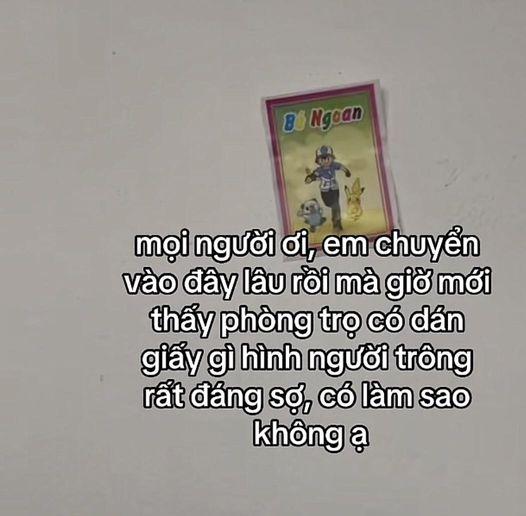 Bé Ngoan
mọi người ơi, em chuyển
vào đây lâu rồi mà giờ mới
thấy phòng trọ có dán
giấy gì hình người trông
rất đáng sợ, có làm sao
không ạ